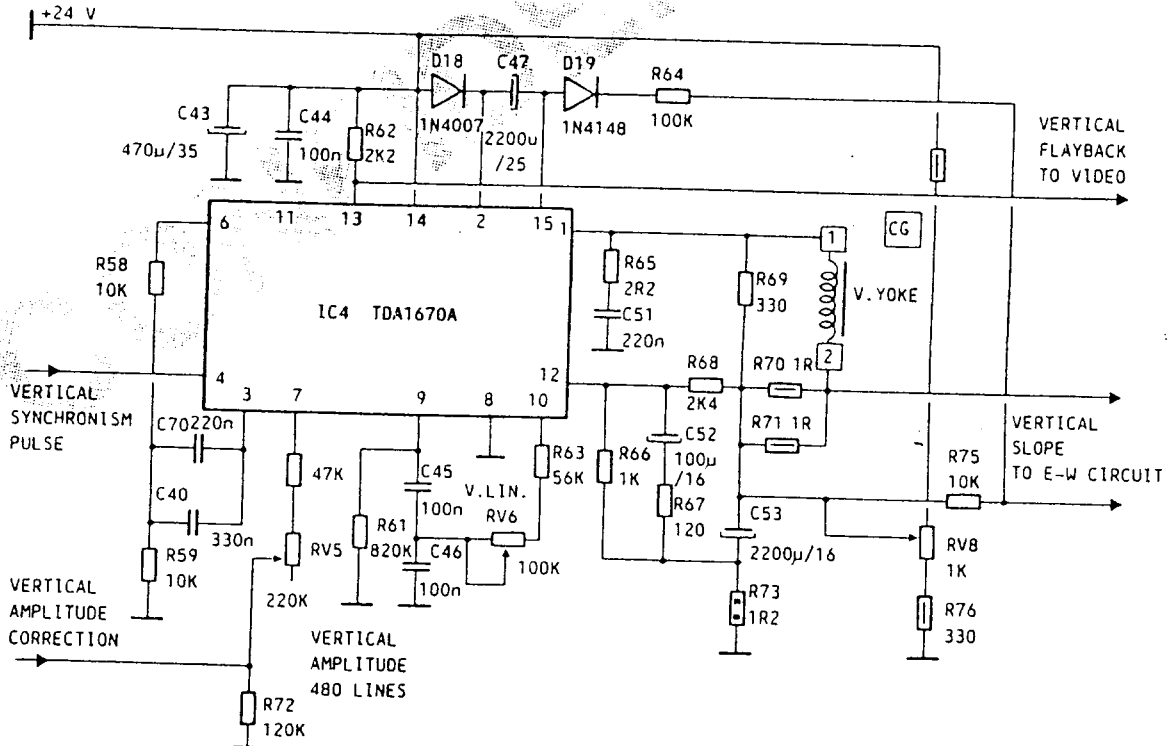 +24 V
D18
C47
D19
R64
1N4007
2200u
/25
1N4148
100K
C43
470µ/35
C44
100n
R62
2K2
VERTICAL
FLAYBACK
TO VIDEO
6
11
13
14
2
15
1
CG
1
R58
10K
R65
2R2
R69
330
V.YOKE
IC4 TDA1670A
C51
220n
2
4
3
7
9
8
12
10
R68
2K4
R70 1R
R71 1R
VERTICAL
SYNCHRONISM
PULSE
C70
220n
C40
330n
47K
C45
100n
R63
56K
V.LIN.
RV6
100K
R66
1K
C52
100µ
/16
R67
120
VERTICAL
SLOPE
TO E-W CIRCUIT
R75
10K
R59
10K
RV5
220K
R61
820K
C46
100n
C53
2200µ/16
RV8
1K
R73
1R2
R76
330
VERTICAL
AMPLITUDE
CORRECTION
VERTICAL
AMPLITUDE
480 LINES
R72
120K